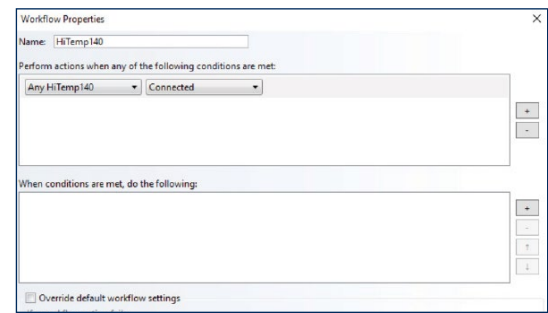 Workflow Properties
Name: HiTemp140
Perform actions when any of the following conditions are met:
Any HiTemp140 Connected
+
-
When conditions are met, do the following:
+
-
↑
↓
Override default workflow settings